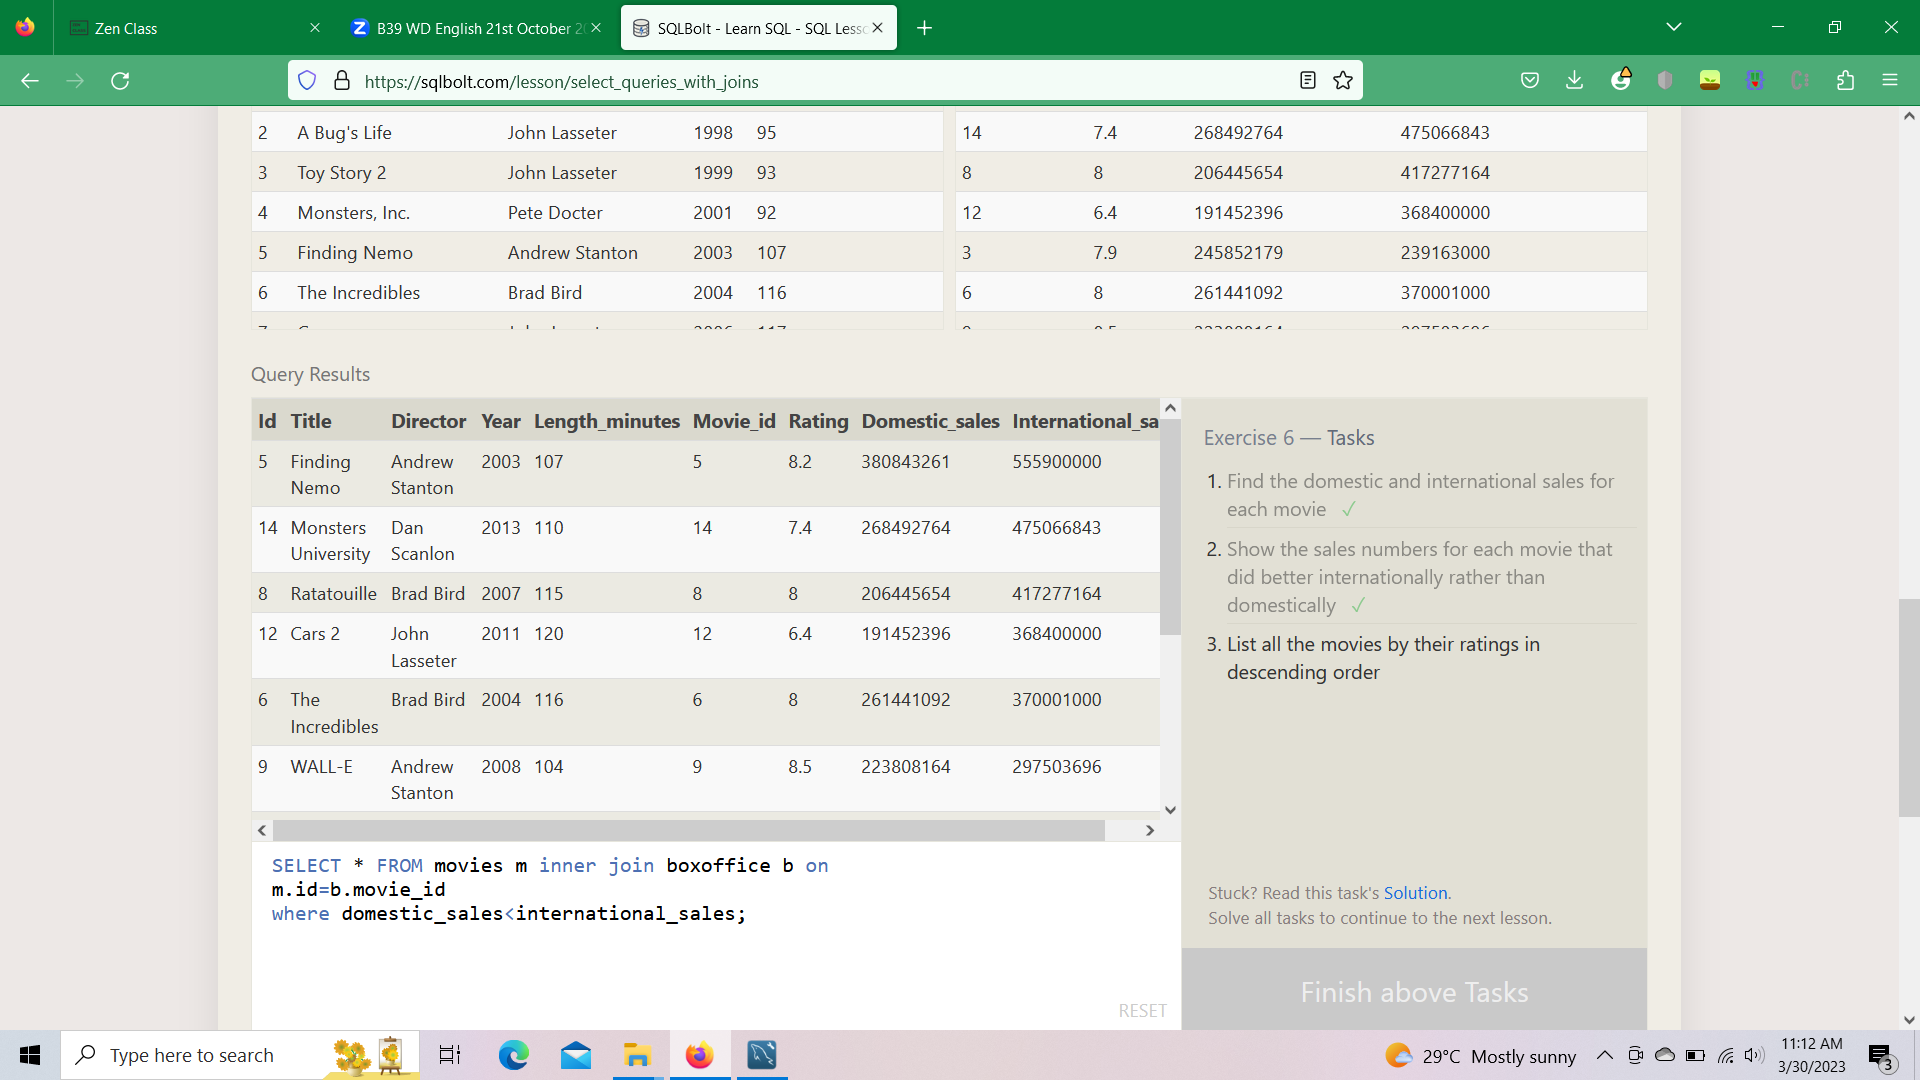 Zen Class
B39 WD English 21st October 20
SQLBolt - Learn SQL - SQL Lesso
https://sqlbolt.com/lesson/select_queries_with_joins
2 A Bug's Life John Lasseter 1998 95 14 7.4 268492764 475066843
3 Toy Story 2 John Lasseter 1999 93 8 8 206445654 417277164
4 Monsters, Inc. Pete Docter 2001 92 12 6.4 191452396 368400000
5 Finding Nemo Andrew Stanton 2003 107 3 7.9 245852179 239163000
6 The Incredibles Brad Bird 2004 116 6 8 261441092 370001000
Query Results
Id Title Director Year Length_minutes Movie_id Rating Domestic_sales International_sa
5 Finding Nemo Andrew Stanton 2003 107 5 8.2 380843261 555900000
14 Monsters University Dan Scanlon 2013 110 14 7.4 268492764 475066843
8 Ratatouille Brad Bird 2007 115 8 8 206445654 417277164
12 Cars 2 John Lasseter 2011 120 12 6.4 191452396 368400000
6 The Incredibles Brad Bird 2004 116 6 8 261441092 370001000
9 WALL-E Andrew Stanton 2008 104 9 8.5 223808164 297503696
SELECT * FROM movies m inner join boxoffice b on
m.id=b.movie_id
where domestic_sales<international_sales;
RESET
Exercise 6 — Tasks
1. Find the domestic and international sales for
each movie ✓
2. Show the sales numbers for each movie that
did better internationally rather than
domestically ✓
3. List all the movies by their ratings in
descending order
Stuck? Read this task's Solution.
Solve all tasks to continue to the next lesson.
Finish above Tasks
Type here to search
29°C Mostly sunny
11:12 AM
3/30/2023
3